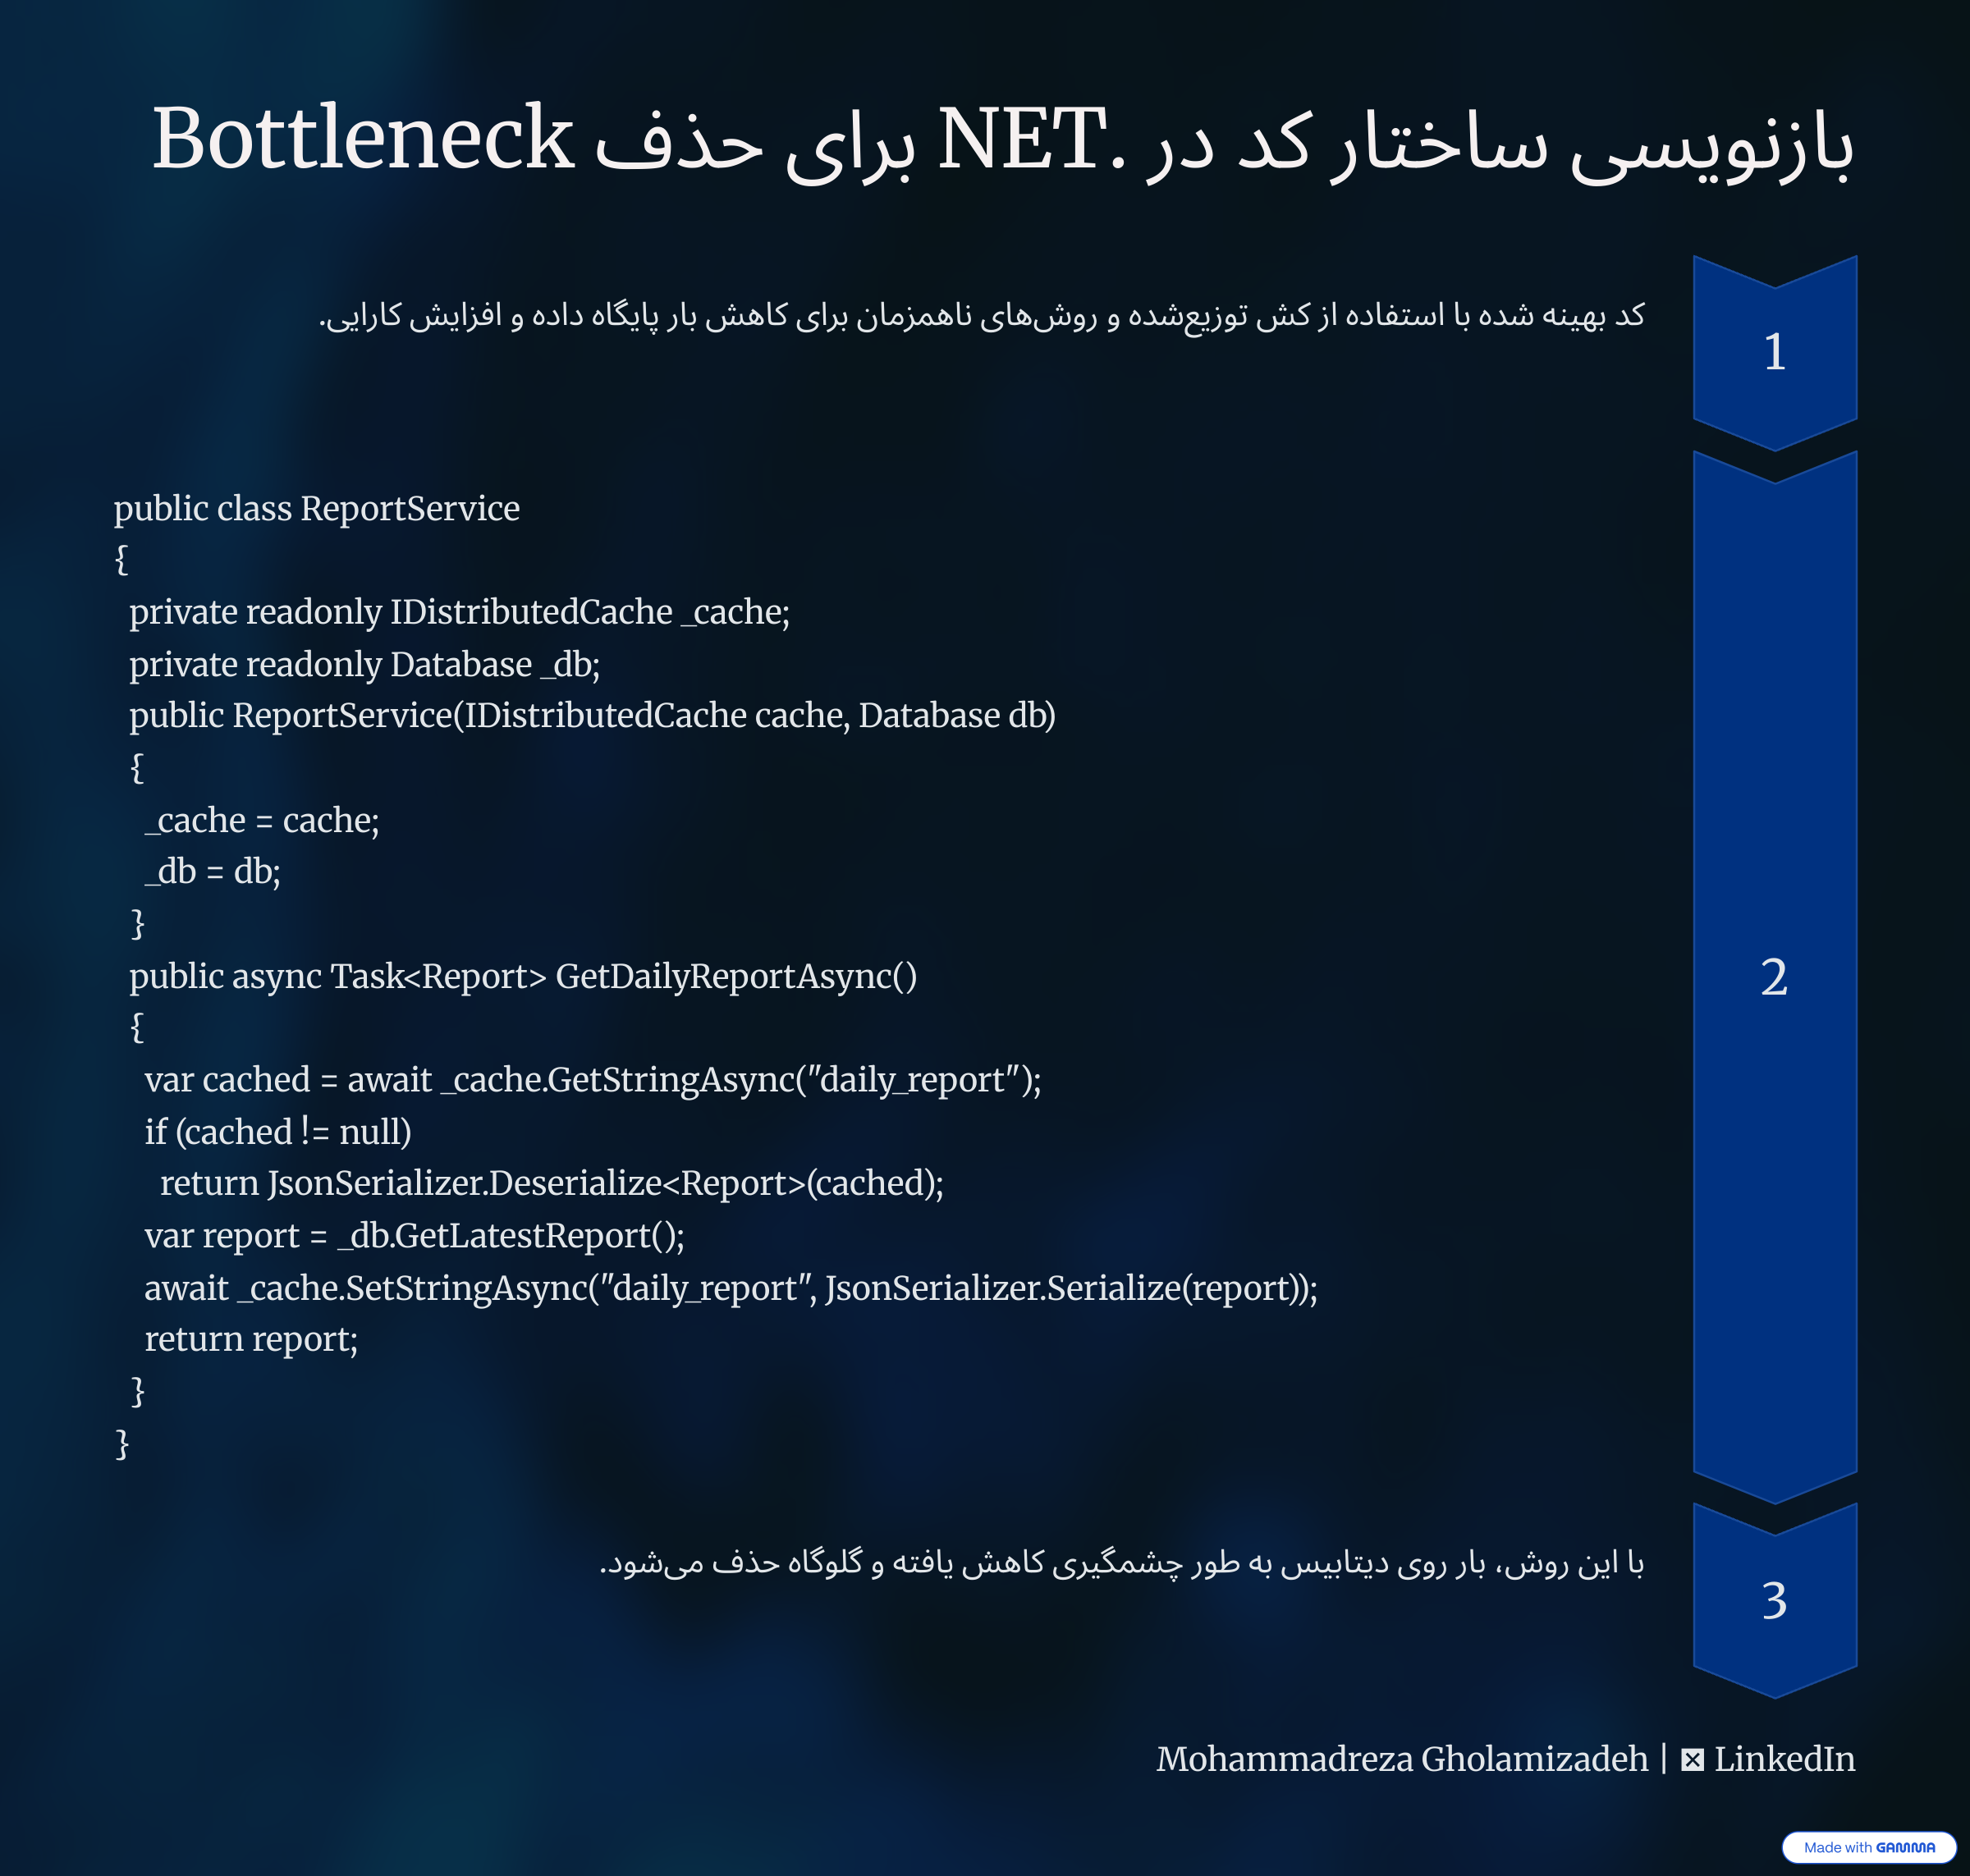 بازنویسی ساختار کد در .NET برای حذف Bottleneck
1
کد بهینه شده با استفاده از کش توزیع‌شده و روش‌های ناهمزمان برای کاهش بار پایگاه داده و افزایش کارایی.
2
public class ReportService
{
  private readonly IDistributedCache _cache;
  private readonly Database _db;
  public ReportService(IDistributedCache cache, Database db)
  {
    _cache = cache;
    _db = db;
  }
  public async Task<Report> GetDailyReportAsync()
  {
    var cached = await _cache.GetStringAsync("daily_report");
    if (cached != null)
      return JsonSerializer.Deserialize<Report>(cached);
    var report = _db.GetLatestReport();
    await _cache.SetStringAsync("daily_report", JsonSerializer.Serialize(report));
    return report;
  }
}
3
با این روش، بار روی دیتابیس به طور چشمگیری کاهش یافته و گلوگاه حذف می‌شود.
Mohammadreza Gholamizadeh | LinkedIn
Made with GAMMA